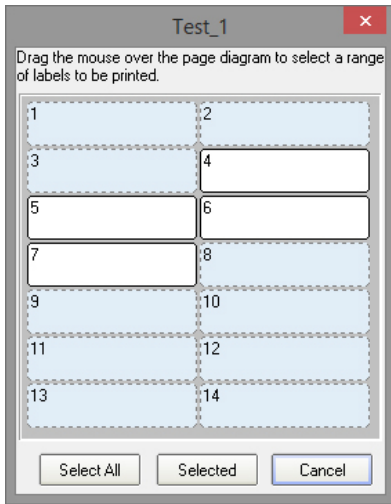 Test_1
Drag the mouse over the page diagram to select a range
of labels to be printed.
1 2
3 4
5 6
7 8
9 10
11 12
13 14
Select All Selected Cancel